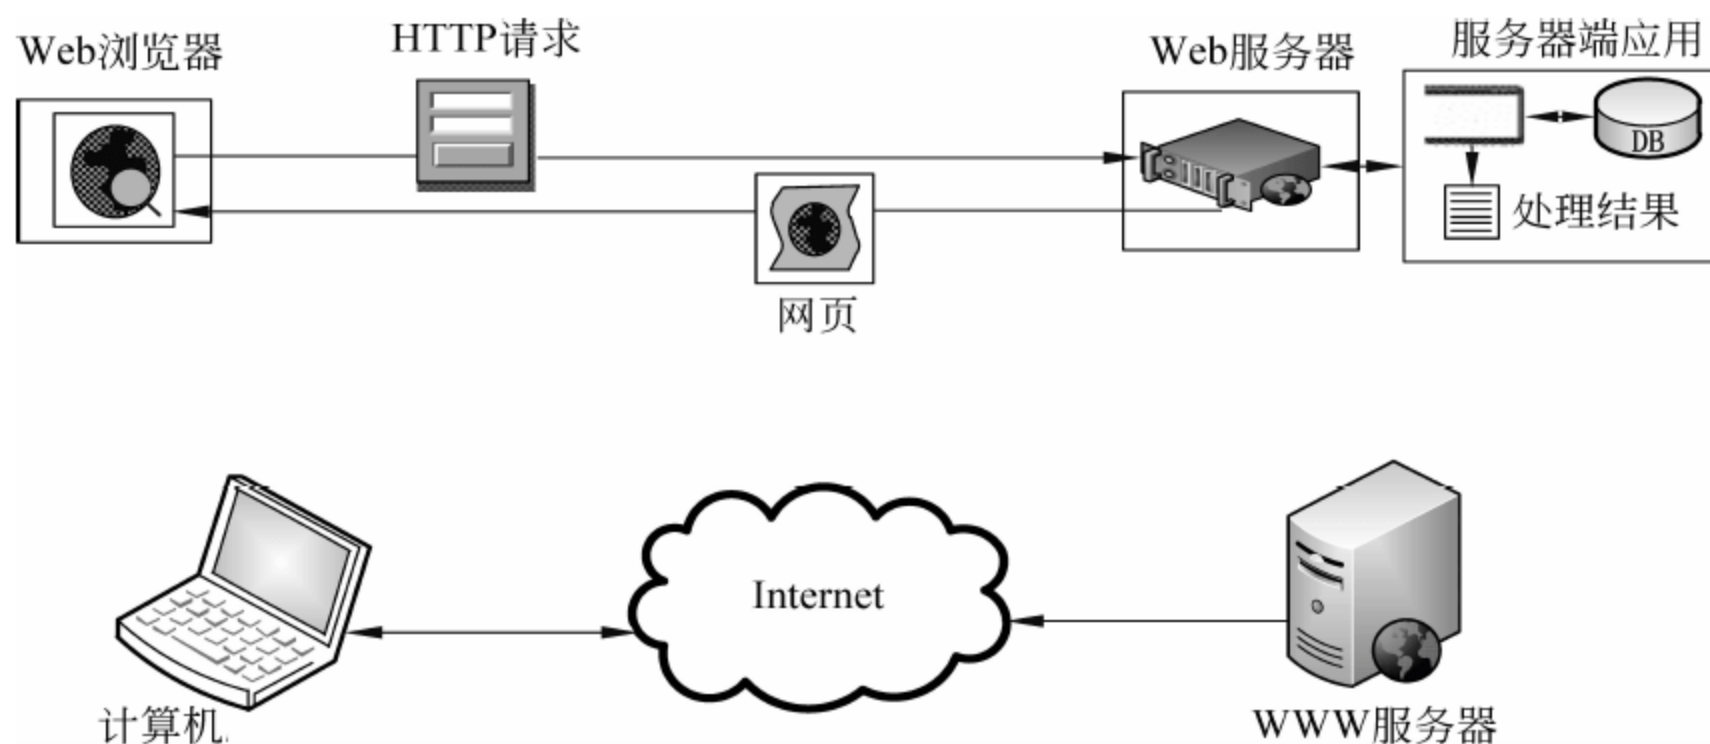 Web浏览器
HTTP请求
Web服务器
服务器端应用
DB
处理结果
网页
Internet
计算机
WWW服务器